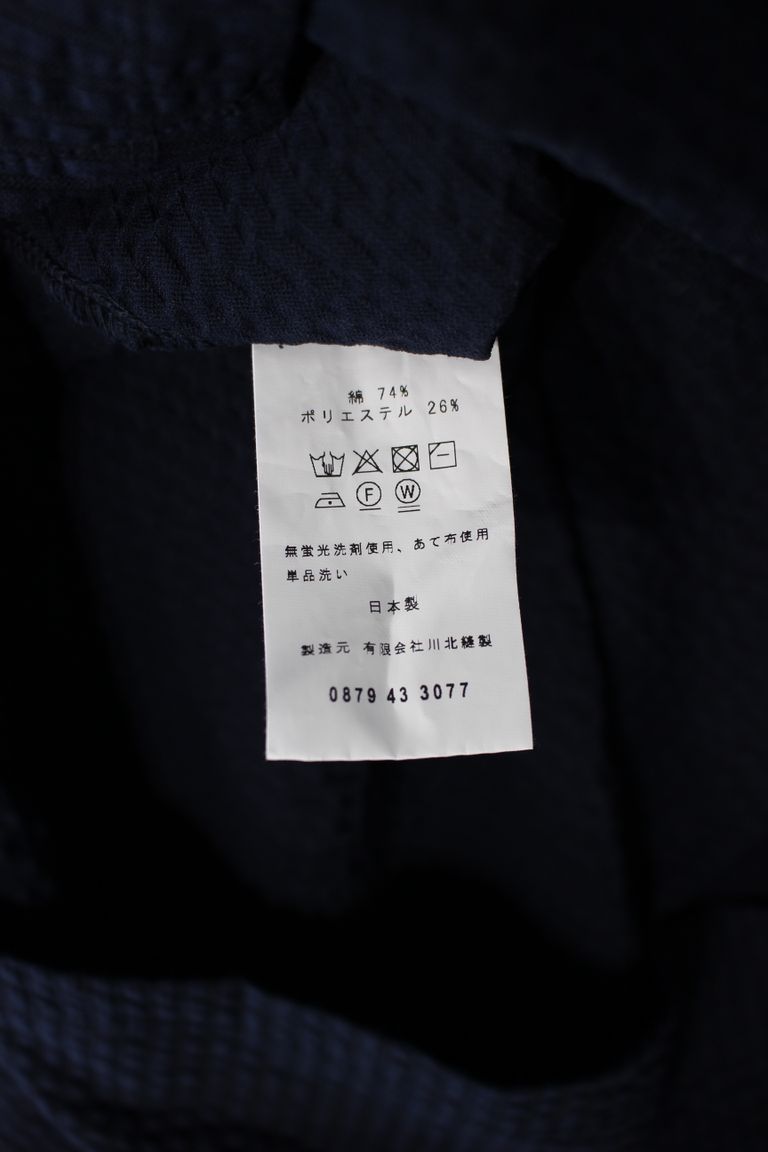 綿 74%
ポリエステル 26%
F W
無蛍光洗剤使用、あて布使用
単品洗い
日本製
製造元 有限会社川北縫製
0879 43 3077